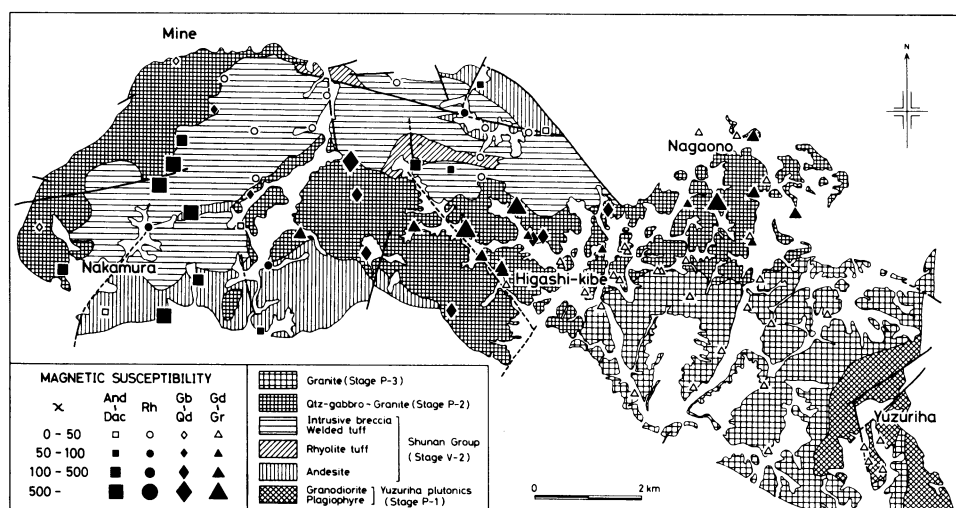 Mine
N
Nagaono
Nakamura
Higashi-kibe
Yuzuriha
MAGNETIC SUSCEPTIBILITY
χ And Dac Rh Gb Qd Gd Gr
0 - 50
50 - 100
100 - 500
500 -
Granite (Stage P-3)
Qtz-gabbro ~ Granite (Stage P-2)
Intrusive breccia
Welded tuff
Rhyolite tuff
Andesite
Shunan Group
(Stage V-2)
Granodiorite
Plagiophyre
Yuzuriha plutonics
(Stage P-1)
0 2 km